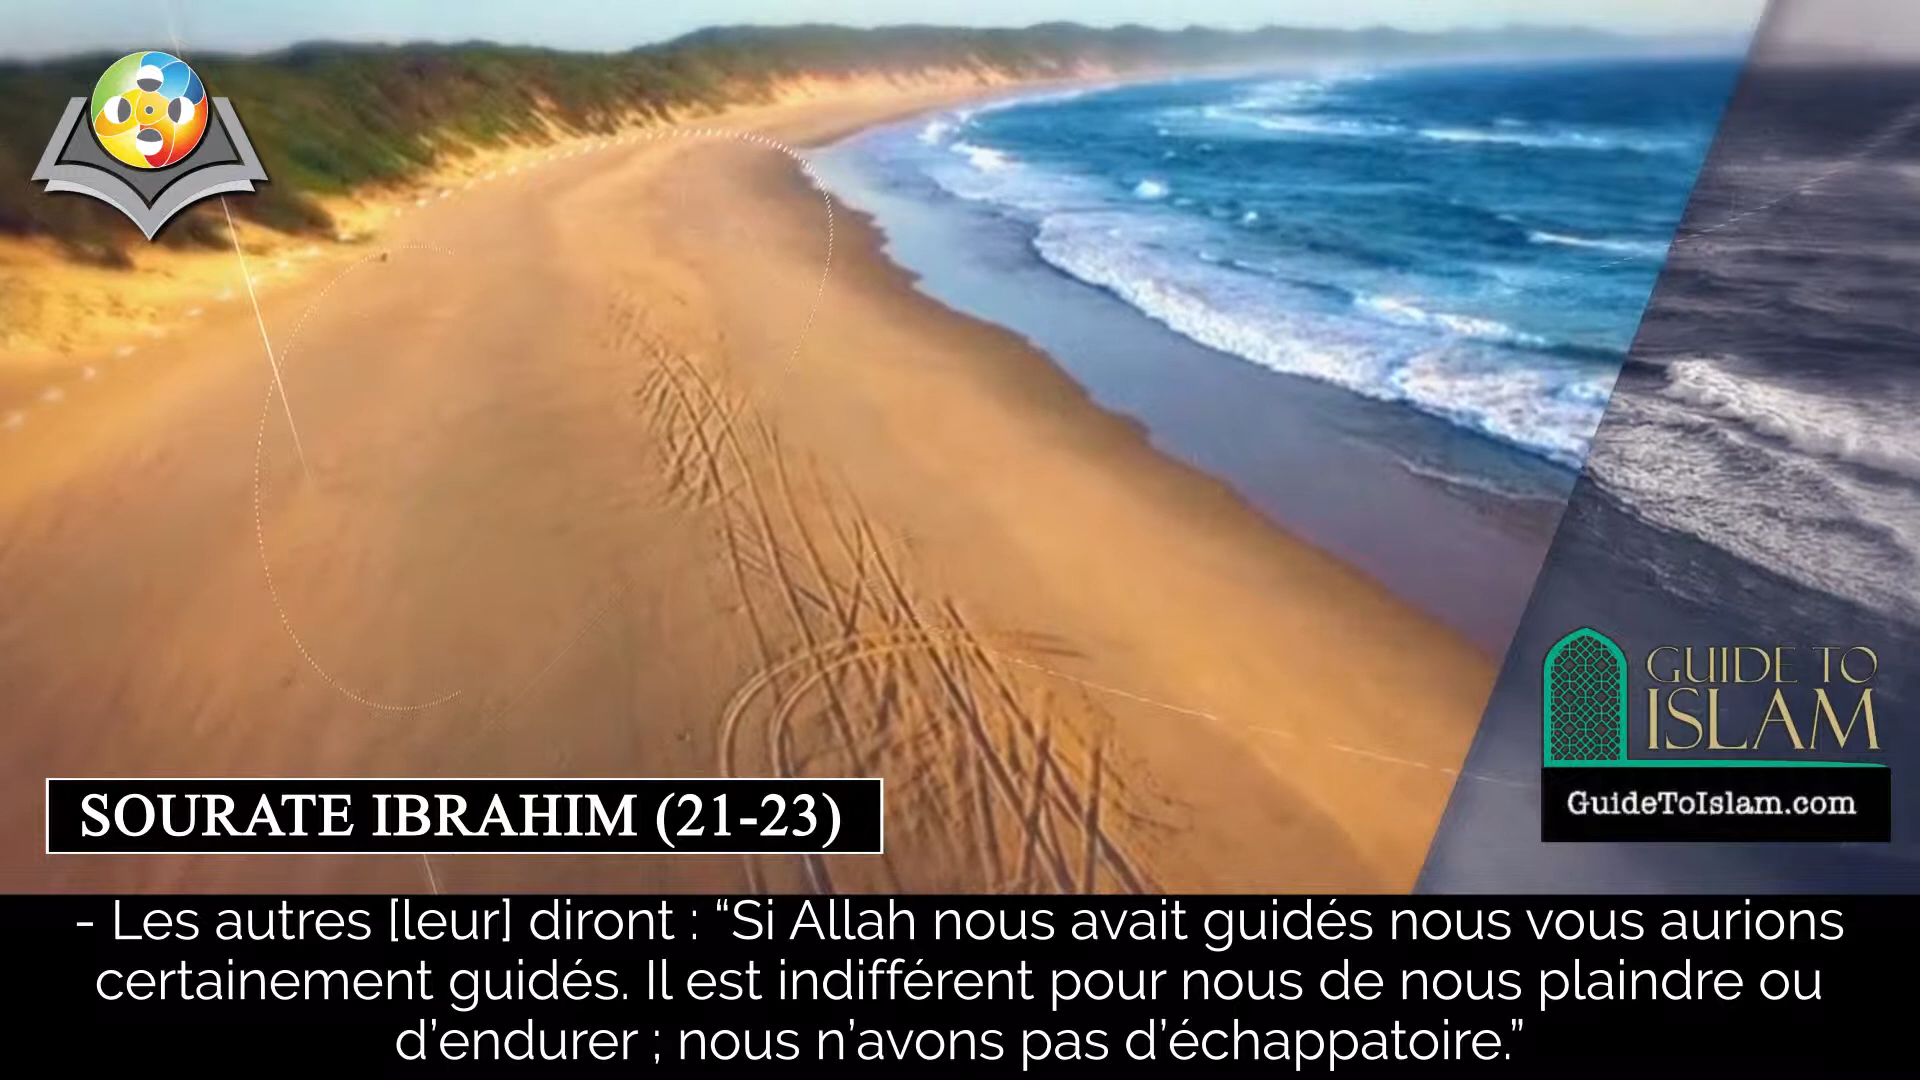 GUIDE TO
ISLAM
GuideToIslam.com
SOURATE IBRAHIM (21-23)
- Les autres [leur] diront : “Si Allah nous avait guidés nous vous aurions
certainement guidés. Il est indifférent pour nous de nous plaindre ou
d’endurer ; nous n’avons pas d’échappatoire.”